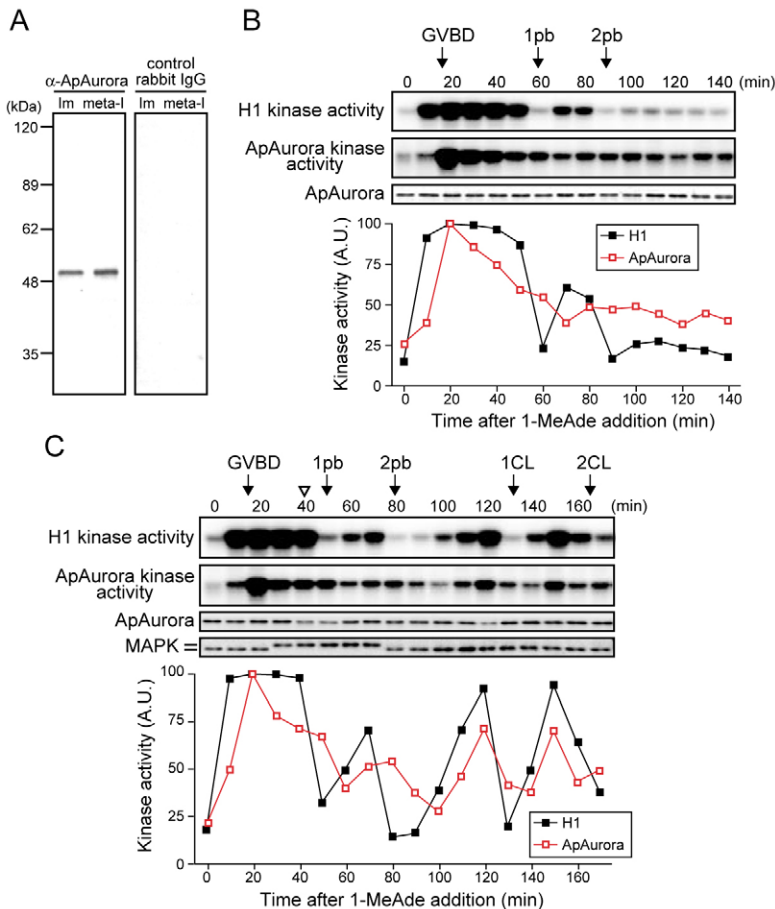 A
α-ApAurora
control
rabbit IgG
Im meta-I Im meta-I
(kDa)
120
89
62
48
35
B
GVBD 1pb 2pb
0 20 40 60 80 100 120 140 (min)
H1 kinase activity
ApAurora kinase
activity
ApAurora
Kinase activity (A.U.)
100
75
50
25
0
H1
ApAurora
0 20 40 60 80 100 120 140
Time after 1-MeAde addition (min)
C
GVBD 1pb 2pb 1CL 2CL
0 20 40 60 80 100 120 140 160 (min)
H1 kinase activity
ApAurora kinase
activity
ApAurora
MAPK
Kinase activity (A.U.)
100
75
50
25
0
H1
ApAurora
0 20 40 60 80 100 120 140 160
Time after 1-MeAde addition (min)